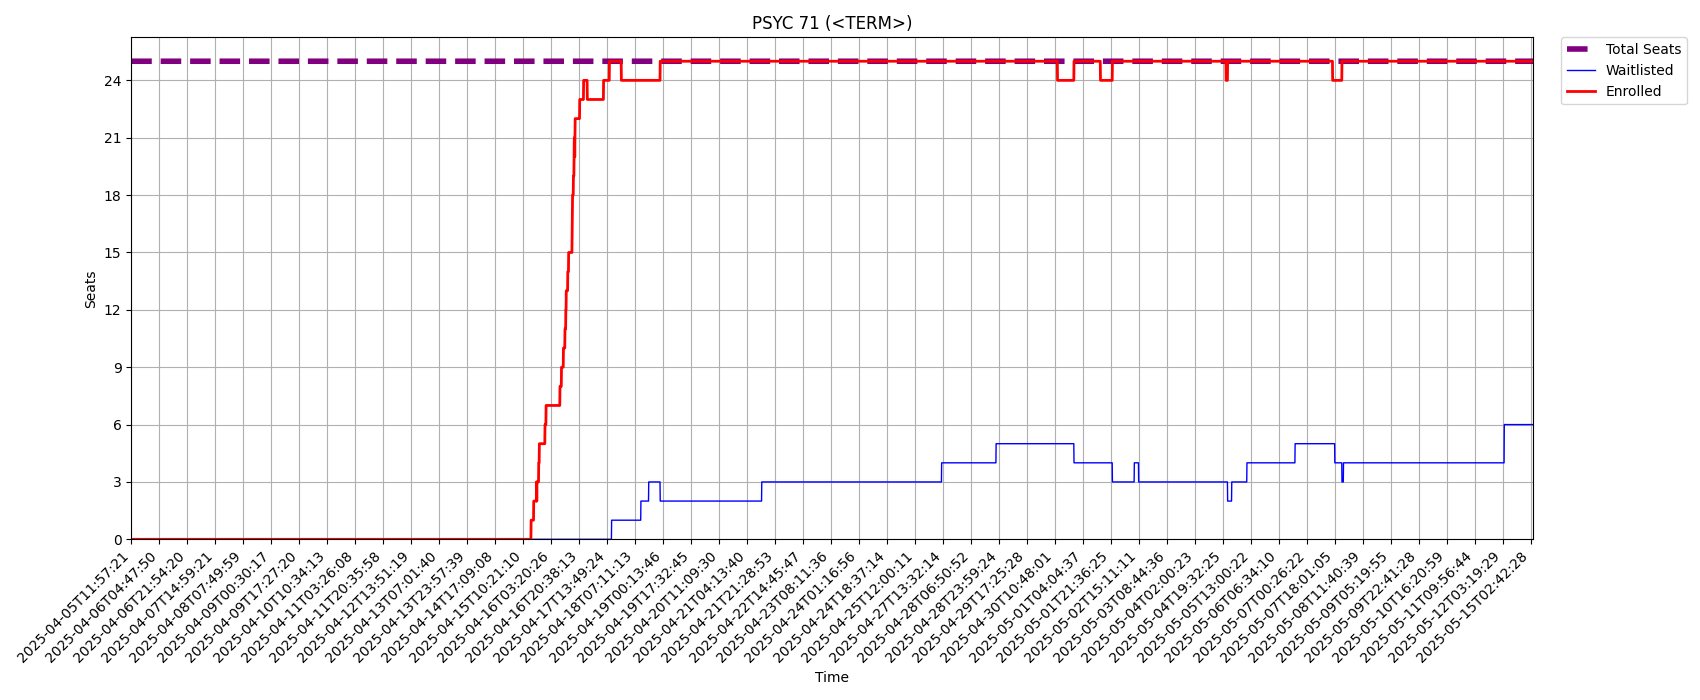 PSYC 71 (<TERM>)
Total Seats
Waitlisted
Enrolled
Seats
24
21
18
15
12
9
6
3
0
2025-04-05T11:57:21
2025-04-06T04:47:50
2025-04-06T21:54:20
2025-04-07T14:59:21
2025-04-08T07:49:59
2025-04-09T00:30:17
2025-04-09T17:27:20
2025-04-10T10:34:13
2025-04-11T03:26:08
2025-04-11T20:35:58
2025-04-12T13:51:19
2025-04-13T07:01:40
2025-04-13T23:57:39
2025-04-14T17:09:08
2025-04-15T10:21:10
2025-04-16T03:20:26
2025-04-16T20:38:13
2025-04-17T13:49:24
2025-04-18T07:11:13
2025-04-19T00:13:46
2025-04-19T17:32:45
2025-04-20T11:09:30
2025-04-21T04:13:40
2025-04-21T21:28:53
2025-04-22T14:45:47
2025-04-23T08:11:36
2025-04-24T01:16:56
2025-04-24T18:37:14
2025-04-25T12:00:11
2025-04-27T13:32:14
2025-04-28T06:50:52
2025-04-28T23:59:24
2025-04-29T17:25:28
2025-04-30T10:48:01
2025-05-01T04:04:37
2025-05-01T21:36:25
2025-05-02T15:11:11
2025-05-03T08:44:36
2025-05-04T02:00:23
2025-05-04T19:32:25
2025-05-05T13:00:22
2025-05-06T06:34:10
2025-05-07T00:26:22
2025-05-07T18:01:05
2025-05-08T11:40:39
2025-05-09T05:19:55
2025-05-09T22:41:28
2025-05-10T16:20:59
2025-05-11T09:56:44
2025-05-12T03:19:29
2025-05-15T02:42:28
Time